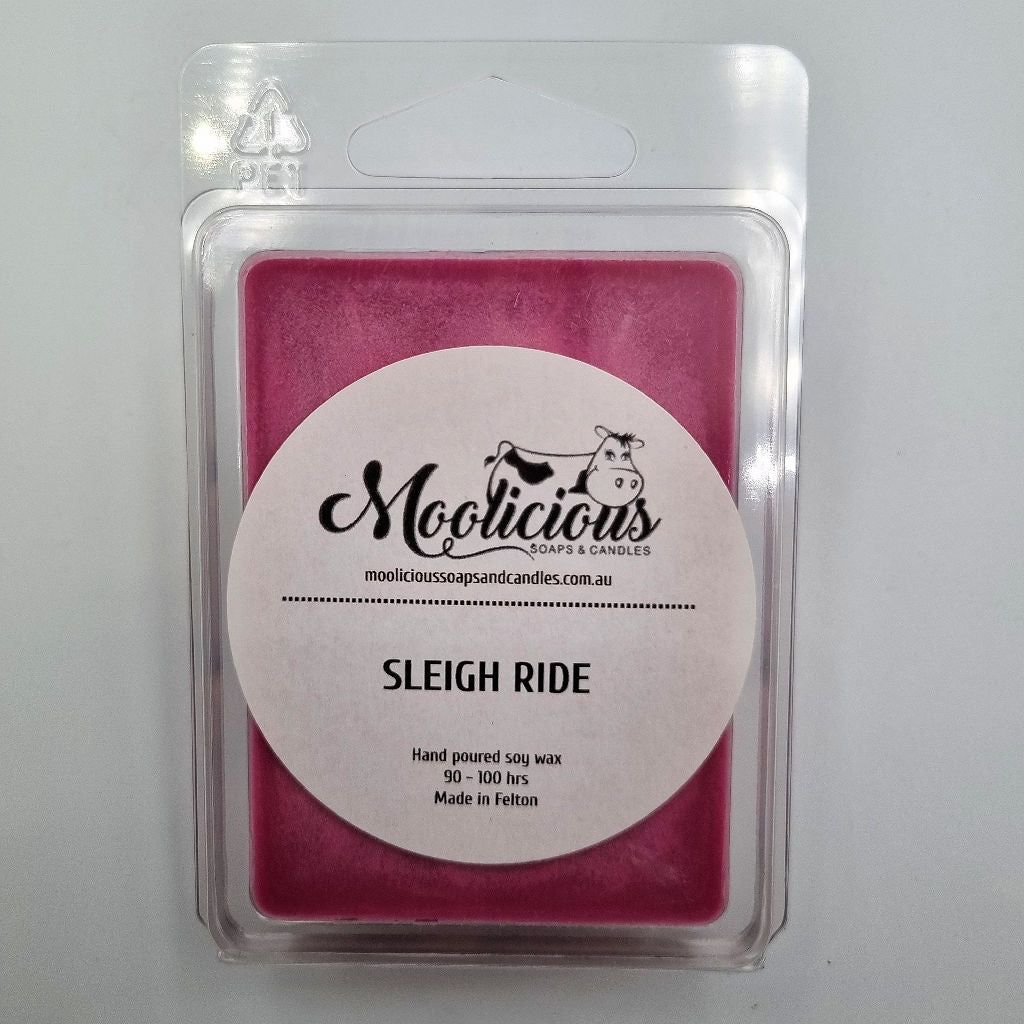 1
PET
Moolicious
SOAPS & CANDLES
moolicioussoapsandcandles.com.au
SLEIGH RIDE
Hand poured soy wax
90 - 100 hrs
Made in Felton